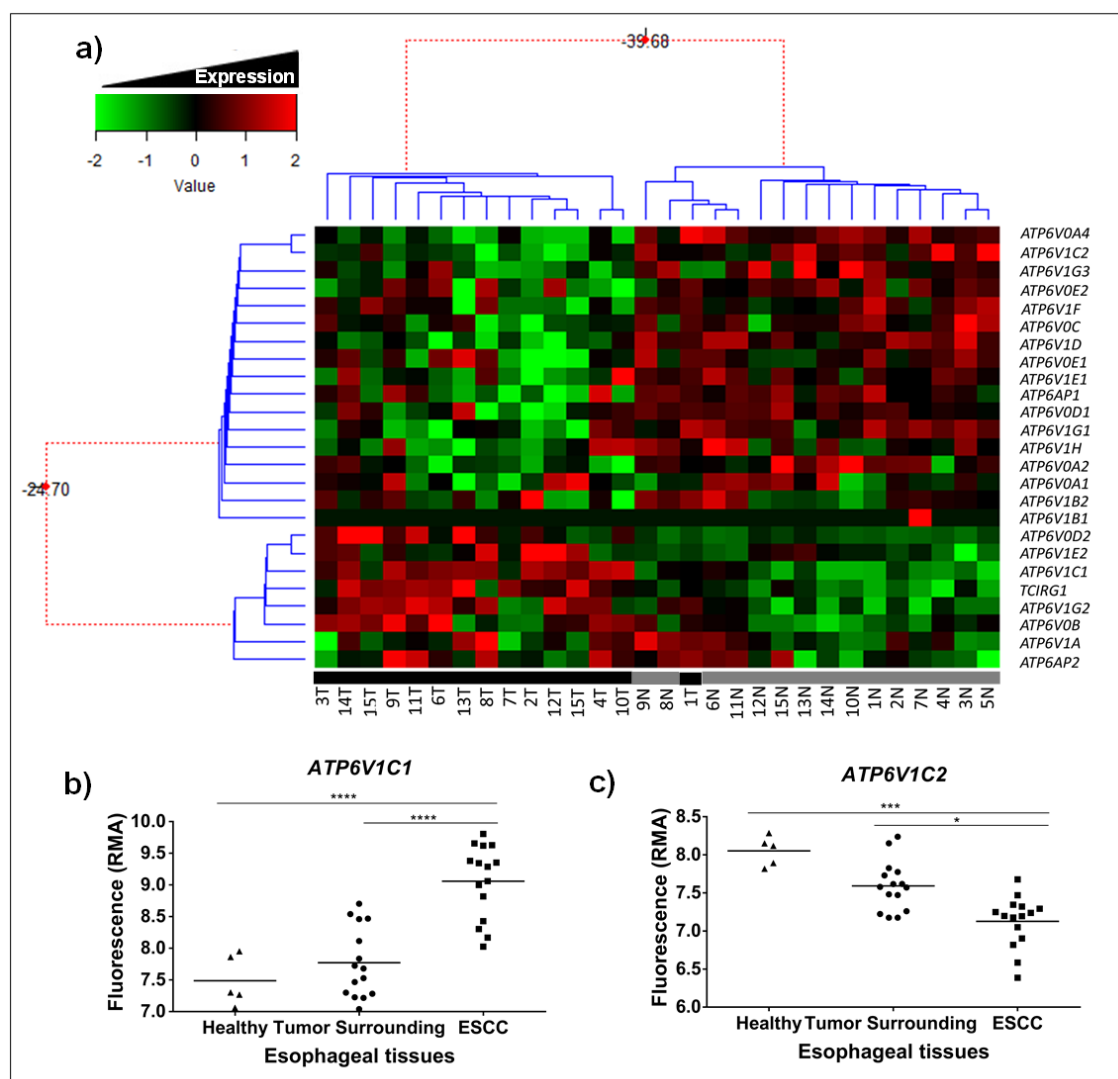 a)
Expression
-2 -1 0 1 2
Value
-39.68
-24.70
ATP6V0A4
ATP6V1C2
ATP6V1G3
ATP6V0E2
ATP6V1F
ATP6V0C
ATP6V1D
ATP6V0E1
ATP6V1E1
ATP6AP1
ATP6V0D1
ATP6V1G1
ATP6V1H
ATP6V0A2
ATP6V0A1
ATP6V1B2
ATP6V1B1
ATP6V0D2
ATP6V1E2
ATP6V1C1
TCIRG1
ATP6V1G2
ATP6V0B
ATP6V1A
ATP6AP2
3T 14T 15T 9T 11T 6T 13T 8T 7T 2T 12T 15T 4T 10T 9N 8N 1T 6N 11N 12N 15N 13N 14N 10N 1N 2N 7N 4N 3N 5N
b)
ATP6V1C1
****
****
Fluorescence (RMA)
10.0
9.5
9.0
8.5
8.0
7.5
7.0
Healthy Tumor Surrounding ESCC
Esophageal tissues
c)
ATP6V1C2
***
*
Fluorescence (RMA)
8.5
8.0
7.5
7.0
6.5
6.0
Healthy Tumor Surrounding ESCC
Esophageal tissues